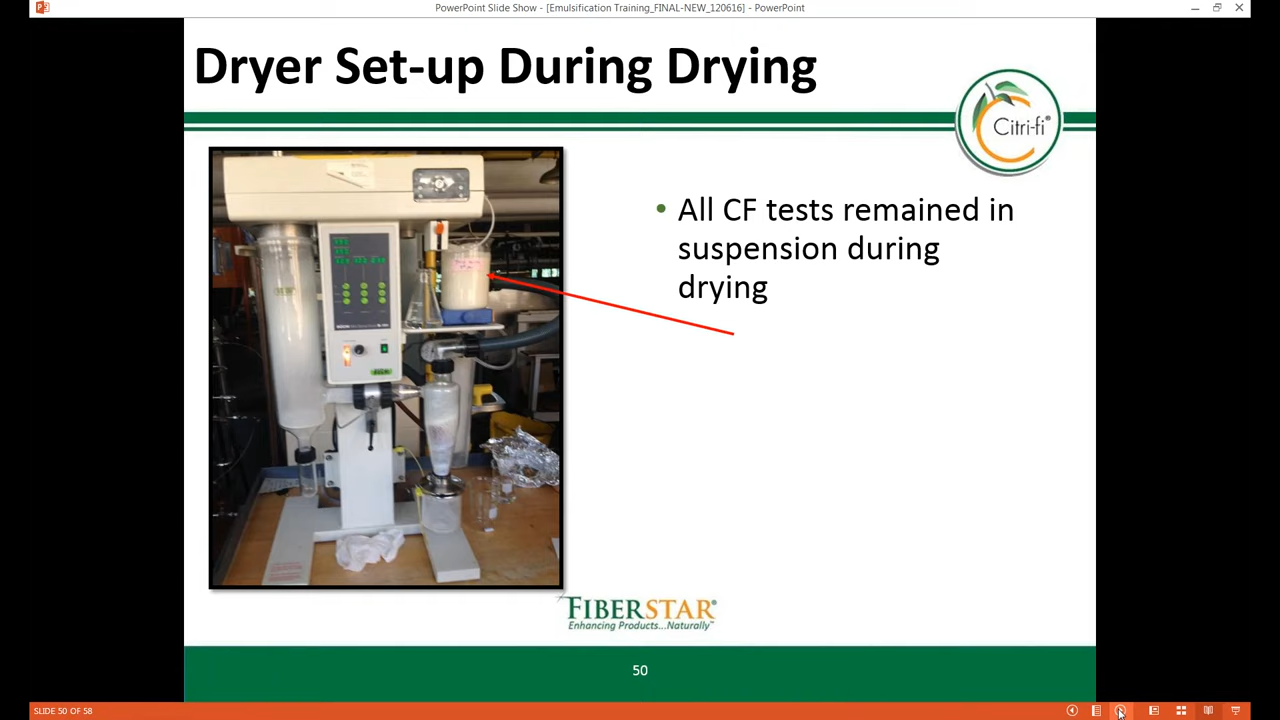 PowerPoint Slide Show - [Emulsification Training_FINAL-NEW_120616] - PowerPoint
Dryer Set-up During Drying
Citri-fi®
• All CF tests remained in
suspension during
drying
FIBERSTAR®
Enhancing Products...Naturally™
50
SLIDE 50 OF 58